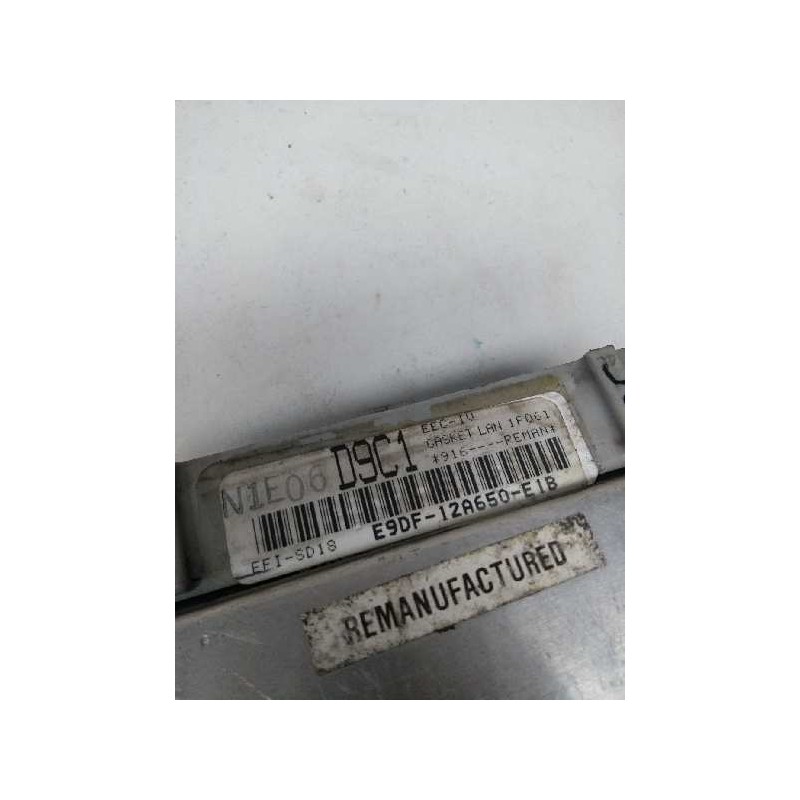 N1E06 D9C1
EEC-IV
GASKET LAN 1F061
*916----REMAN*
EFI-SD18 E9DF-12A650-E1B
REMANUFACTURED